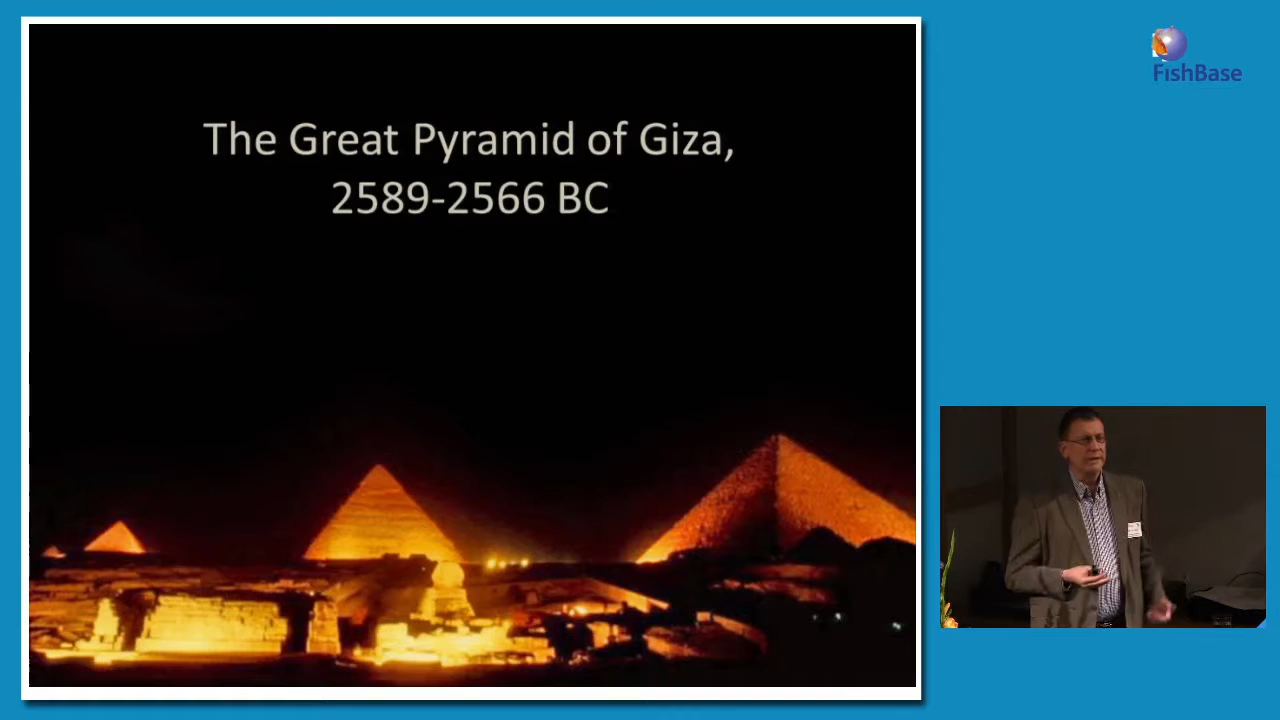 The Great Pyramid of Giza,
2589-2566 BC
FishBase